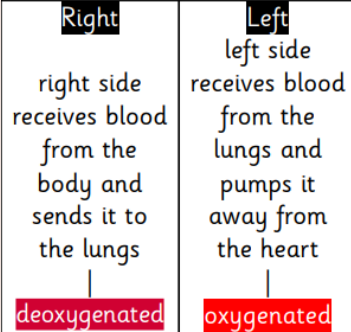 Right
right side
receives blood
from the
body and
sends it to
the lungs
|
deoxygenated
Left
left side
receives blood
from the
lungs and
pumps it
away from
the heart
|
oxygenated